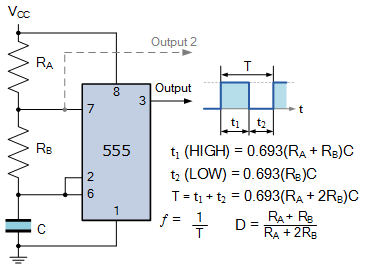 Vcc
Output 2
RA
8
3
Output
T
t
7
t1
t2
RB
555
t1 (HIGH) = 0.693(RA + RB)C
2
t2 (LOW) = 0.693(RB)C
6
T = t1 + t2 = 0.693(RA + 2RB)C
1
f = 1/T
D = RA + RB / RA + 2RB
C